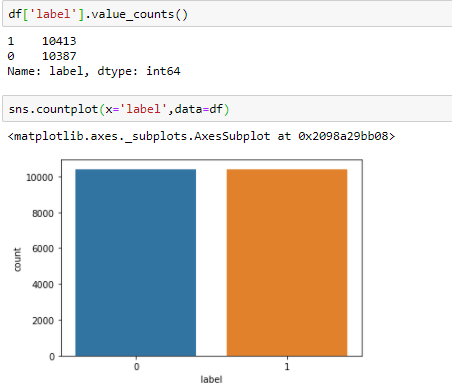 df['label'].value_counts()
1    10413
0    10387
Name: label, dtype: int64
sns.countplot(x='label',data=df)
<matplotlib.axes._subplots.AxesSubplot at 0x2098a29bb08>
10000
8000
6000
4000
2000
0
count
0 1
label